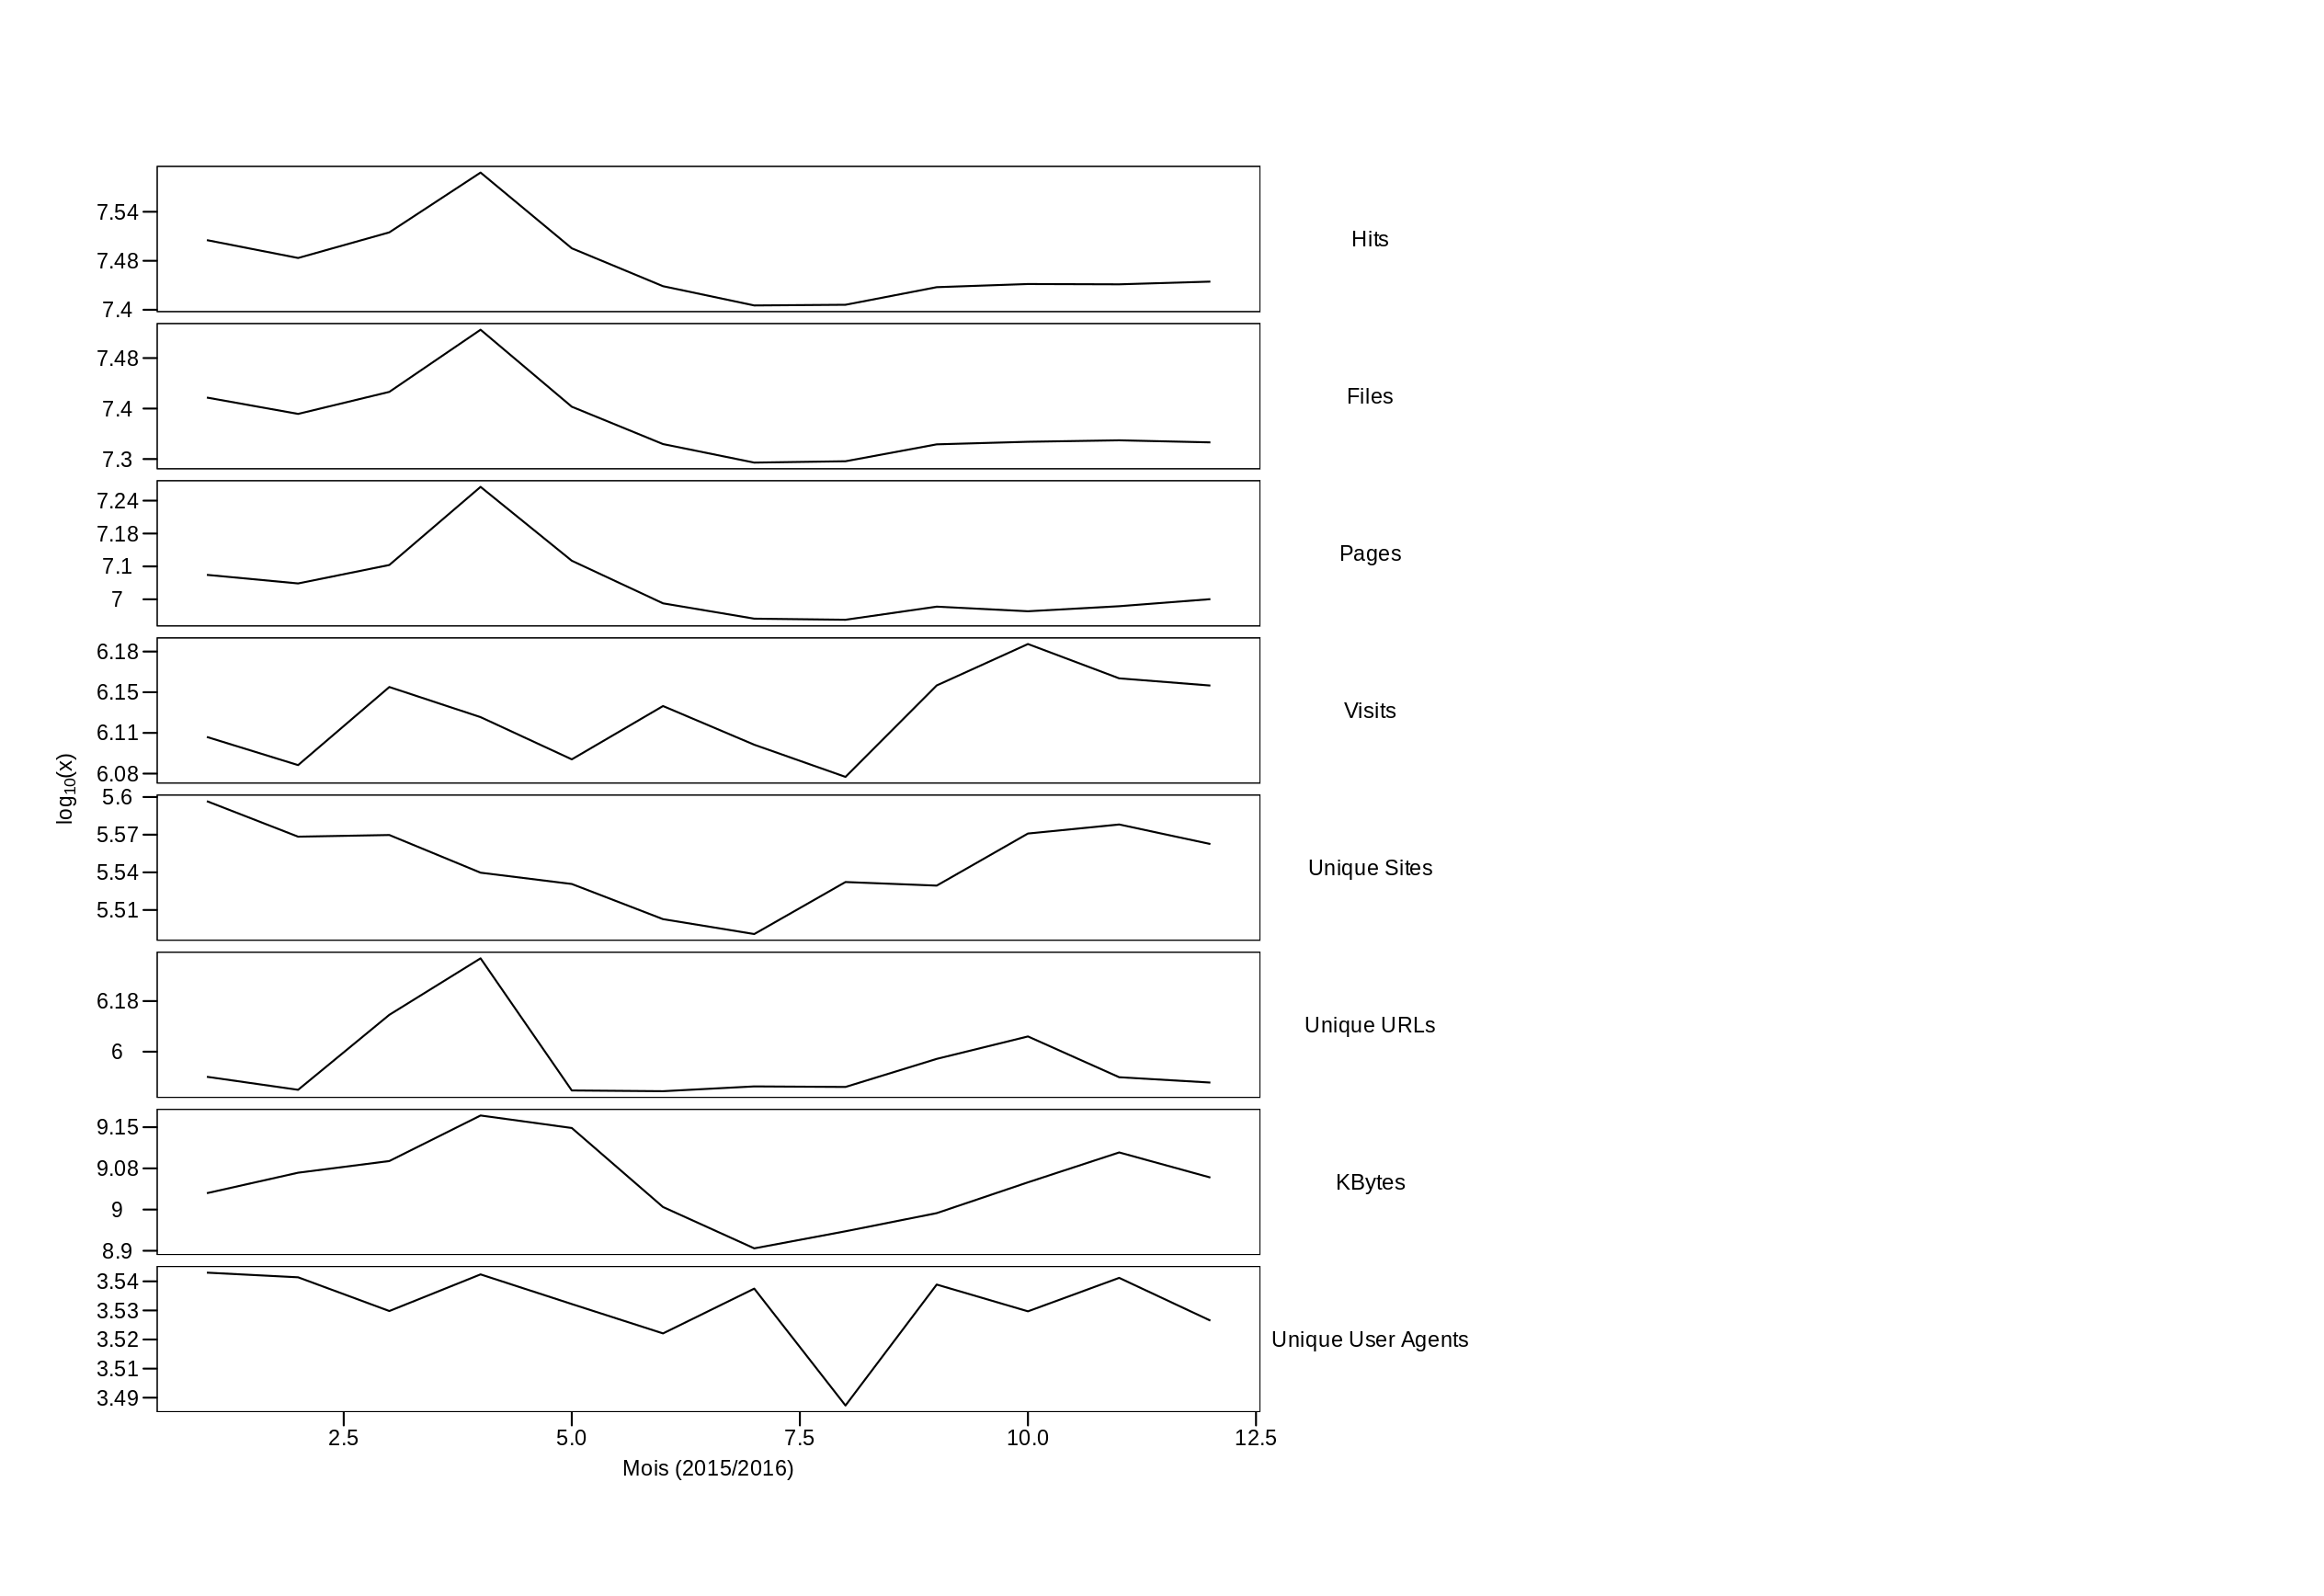 7.54
7.48
7.4
Hits
7.48
7.4
7.3
Files
7.24
7.18
7.1
7
Pages
6.18
6.15
6.11
6.08
Visits
log₁₀(x)
5.6
5.57
5.54
5.51
Unique Sites
6.18
6
Unique URLs
9.15
9.08
9
8.9
KBytes
3.54
3.53
3.52
3.51
3.49
Unique User Agents
2.5 5.0 7.5 10.0 12.5
Mois (2015/2016)